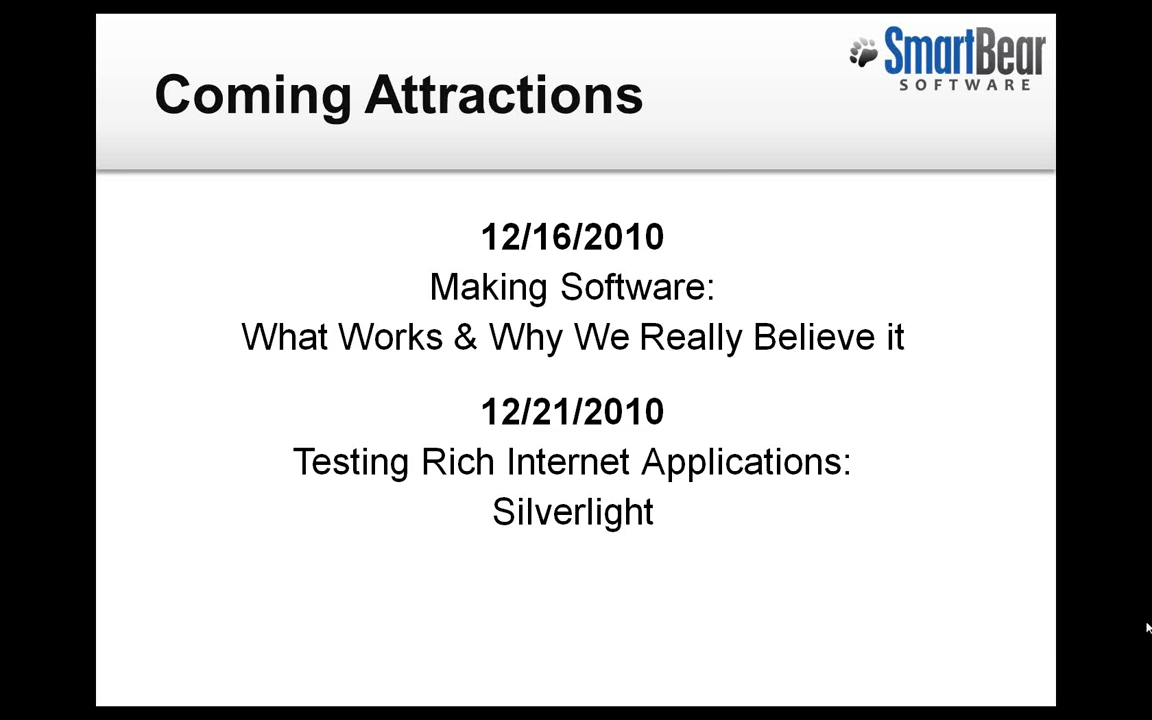 Coming Attractions
SmartBear
SOFTWARE
12/16/2010
Making Software:
What Works & Why We Really Believe it
12/21/2010
Testing Rich Internet Applications:
Silverlight